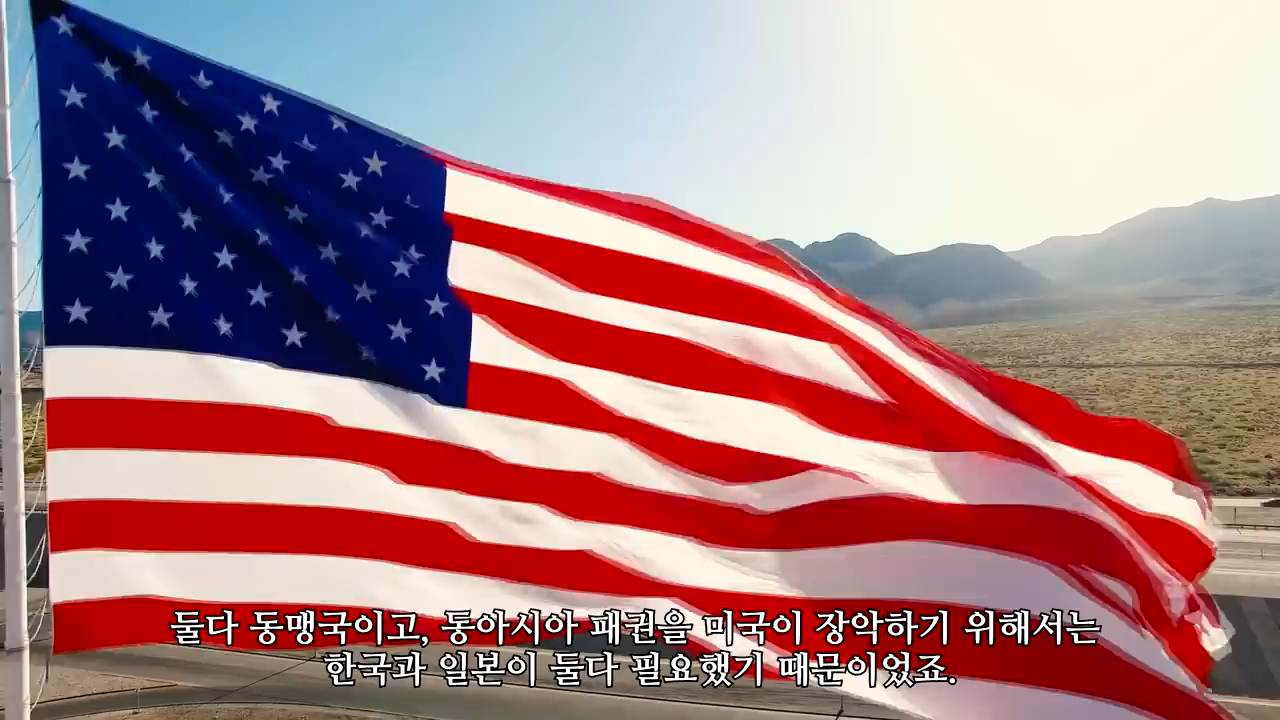 둘다 동맹국이고, 동아시아 패권을 미국이 장악하기 위해서는
한국과 일본이 둘다 필요했기 때문이었죠.